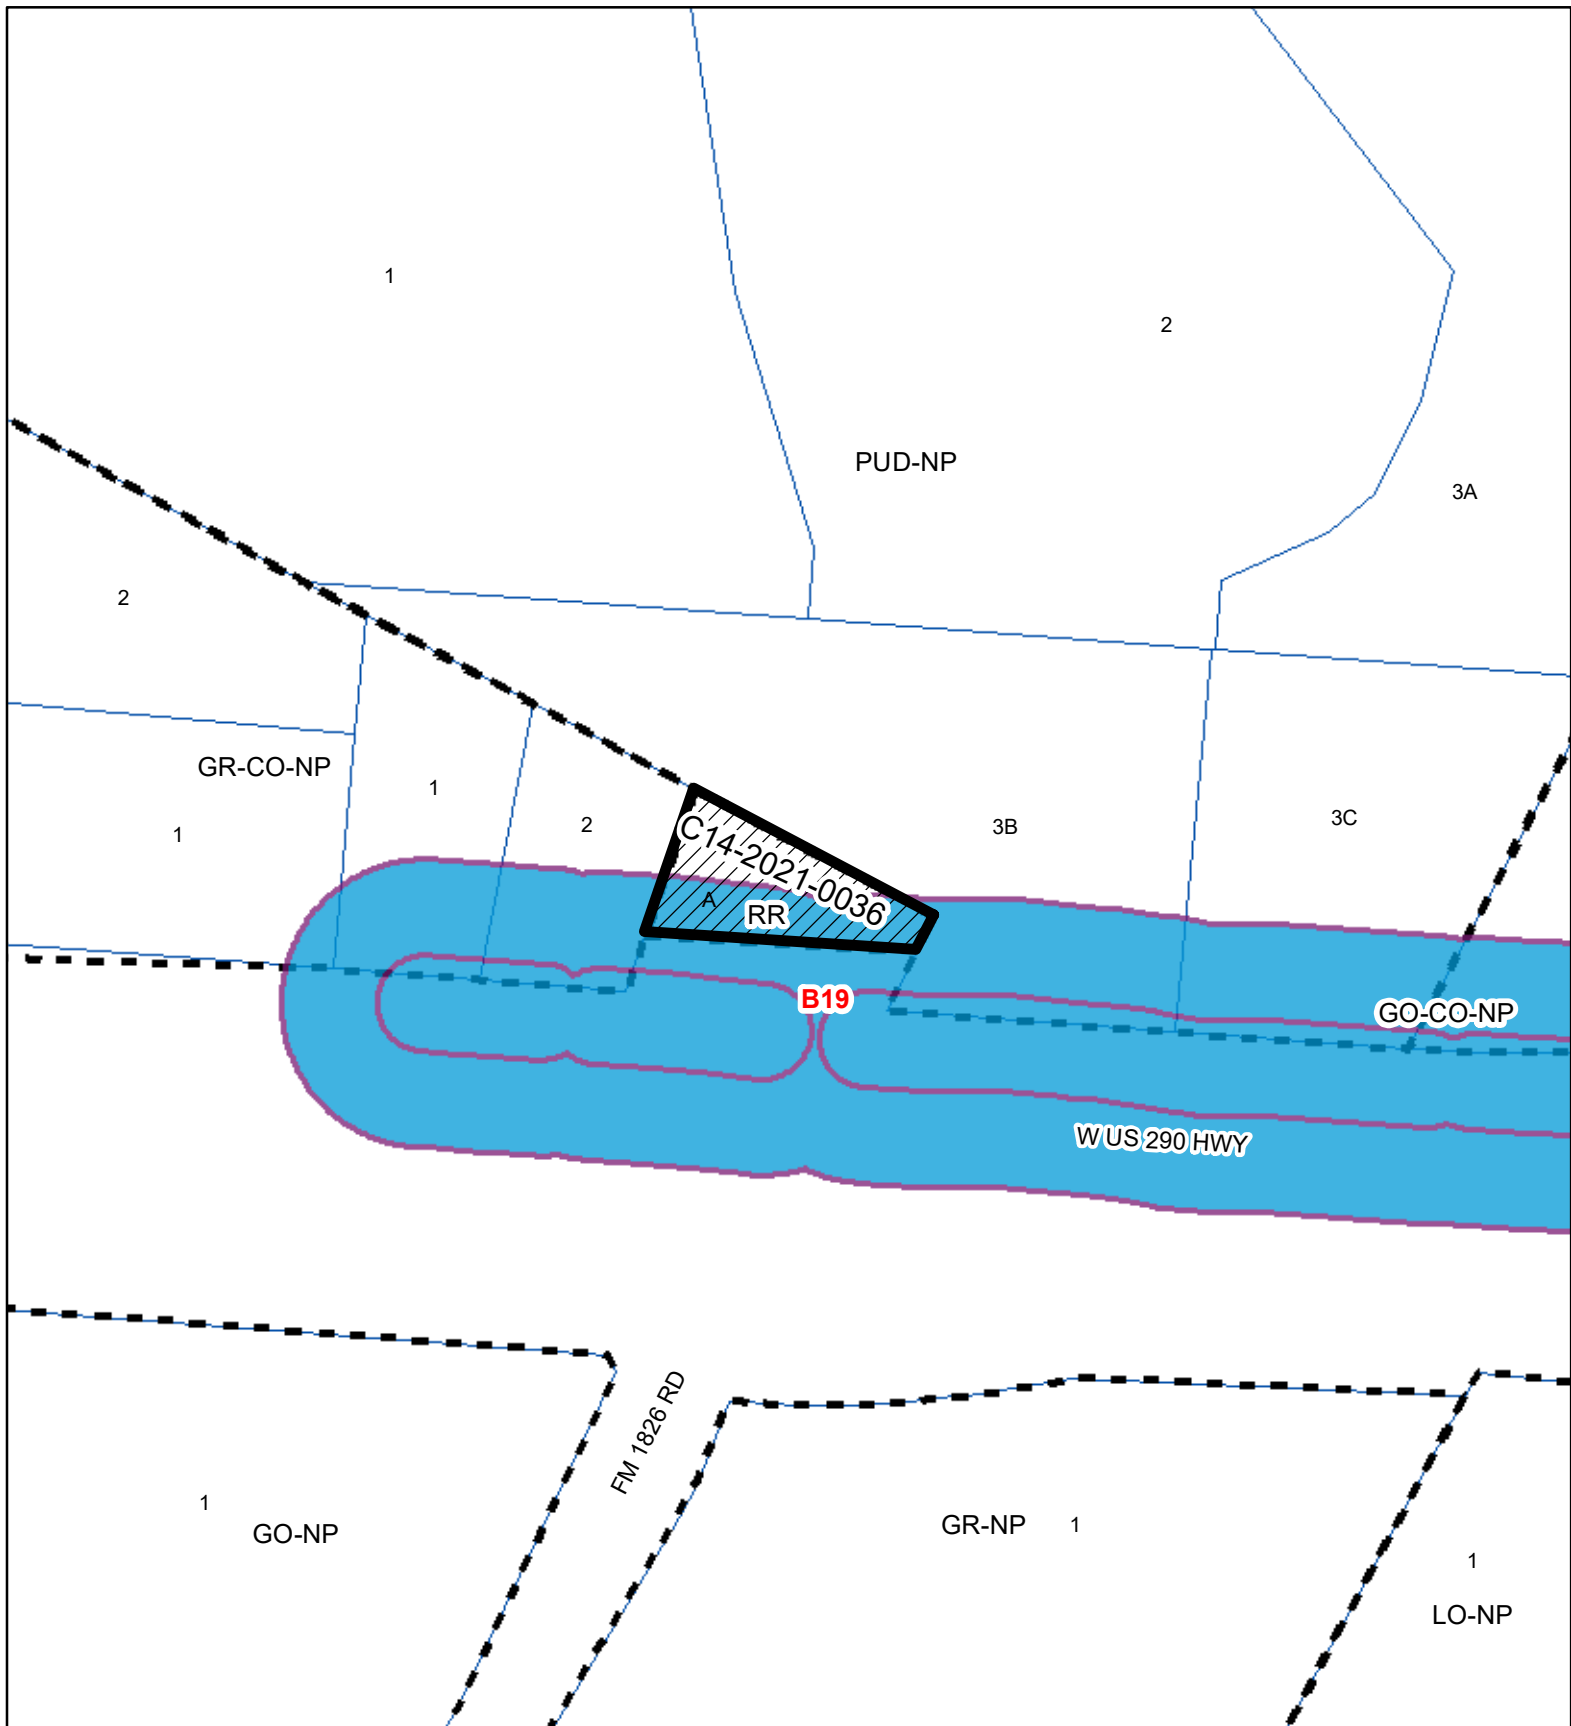 1
2
PUD-NP
3A
2
GR-CO-NP
1
1
2
3B
3C
C14-2021-0036
A
RR
B19
GO-CO-NP
W US 290 HWY
FM 1826 RD
1
GO-NP
GR-NP
1
1
LO-NP